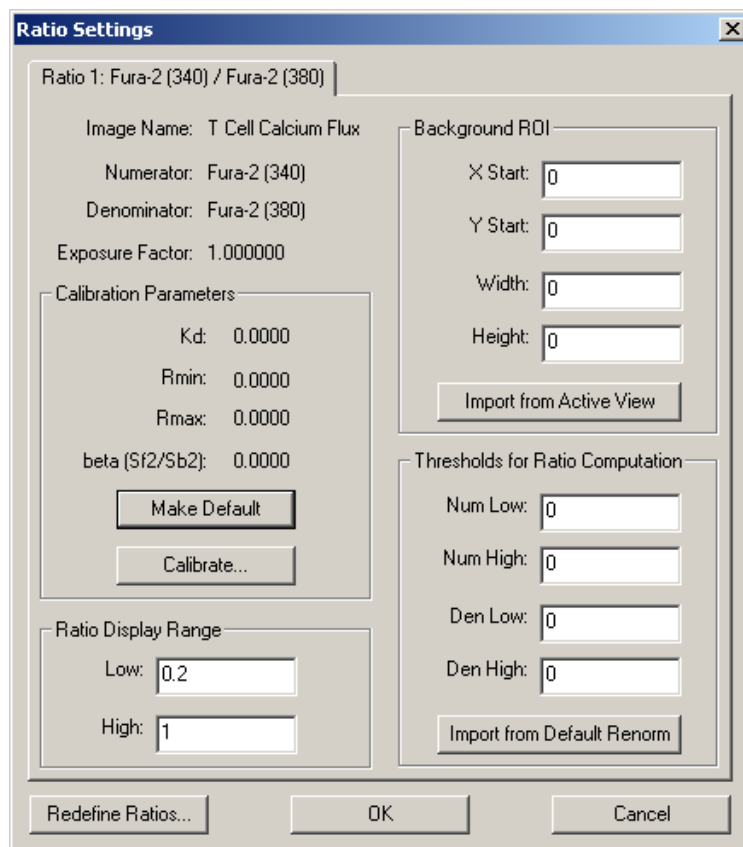 Ratio Settings
Ratio 1: Fura-2 (340) / Fura-2 (380)
Image Name: T Cell Calcium Flux
Numerator: Fura-2 (340)
Denominator: Fura-2 (380)
Exposure Factor: 1.000000
Calibration Parameters
Kd: 0.0000
Rmin: 0.0000
Rmax: 0.0000
beta (Sf2/Sb2): 0.0000
Make Default
Calibrate...
Ratio Display Range
Low: 0.2
High: 1
Background ROI
X Start: 0
Y Start: 0
Width: 0
Height: 0
Import from Active View
Thresholds for Ratio Computation
Num Low: 0
Num High: 0
Den Low: 0
Den High: 0
Import from Default Renorm
Redefine Ratios...
OK
Cancel